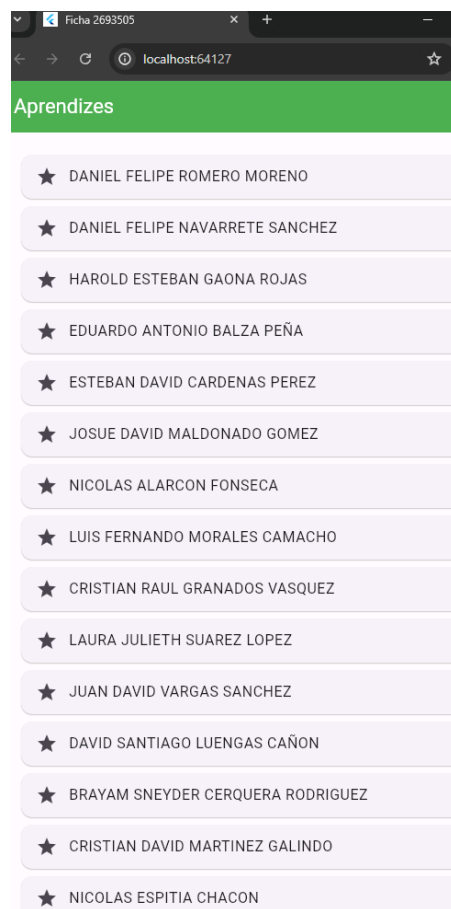 Ficha 2693505
localhost:64127
Aprendizes
DANIEL FELIPE ROMERO MORENO
DANIEL FELIPE NAVARRETE SANCHEZ
HAROLD ESTEBAN GAONA ROJAS
EDUARDO ANTONIO BALZA PEÑA
ESTEBAN DAVID CARDENAS PEREZ
JOSUE DAVID MALDONADO GOMEZ
NICOLAS ALARCON FONSECA
LUIS FERNANDO MORALES CAMACHO
CRISTIAN RAUL GRANADOS VASQUEZ
LAURA JULIETH SUAREZ LOPEZ
JUAN DAVID VARGAS SANCHEZ
DAVID SANTIAGO LUENGAS CAÑON
BRAYAM SNEYDER CERQUERA RODRIGUEZ
CRISTIAN DAVID MARTINEZ GALINDO
NICOLAS ESPITIA CHACON